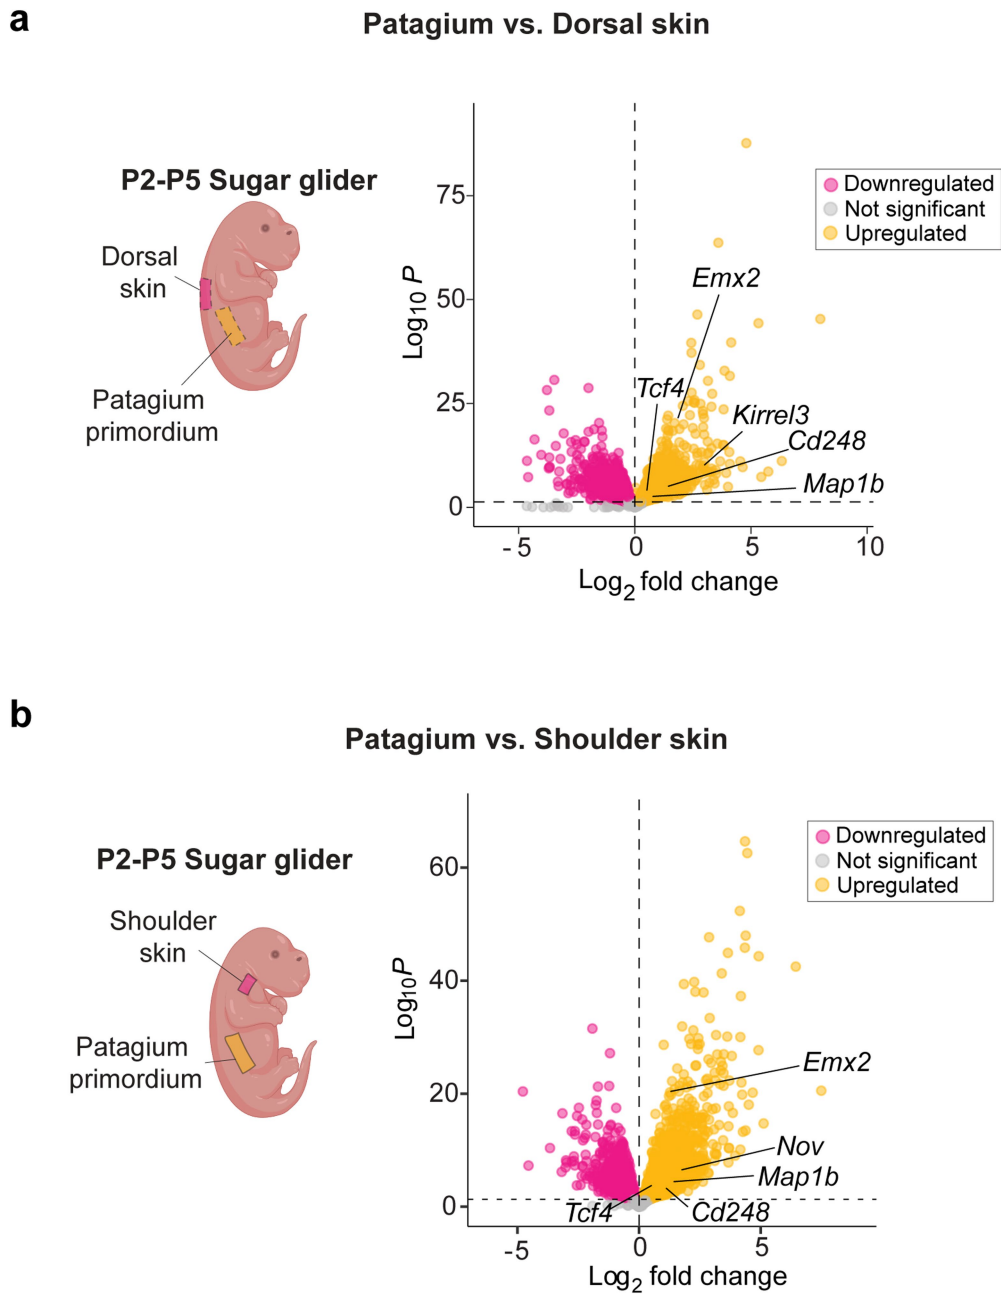 a
Patagium vs. Dorsal skin
P2-P5 Sugar glider
Dorsal
skin
Patagium
primordium
Log10 P
75
50
25
0
Downregulated
Not significant
Upregulated
Emx2
Tcf4
Kirrel3
Cd248
Map1b
-5
0
5
10
Log2 fold change
b
Patagium vs. Shoulder skin
P2-P5 Sugar glider
Shoulder
skin
Patagium
primordium
Log10P
60
40
20
0
Downregulated
Not significant
Upregulated
Emx2
Nov
Map1b
Tcf4
Cd248
-5
0
5
Log2 fold change